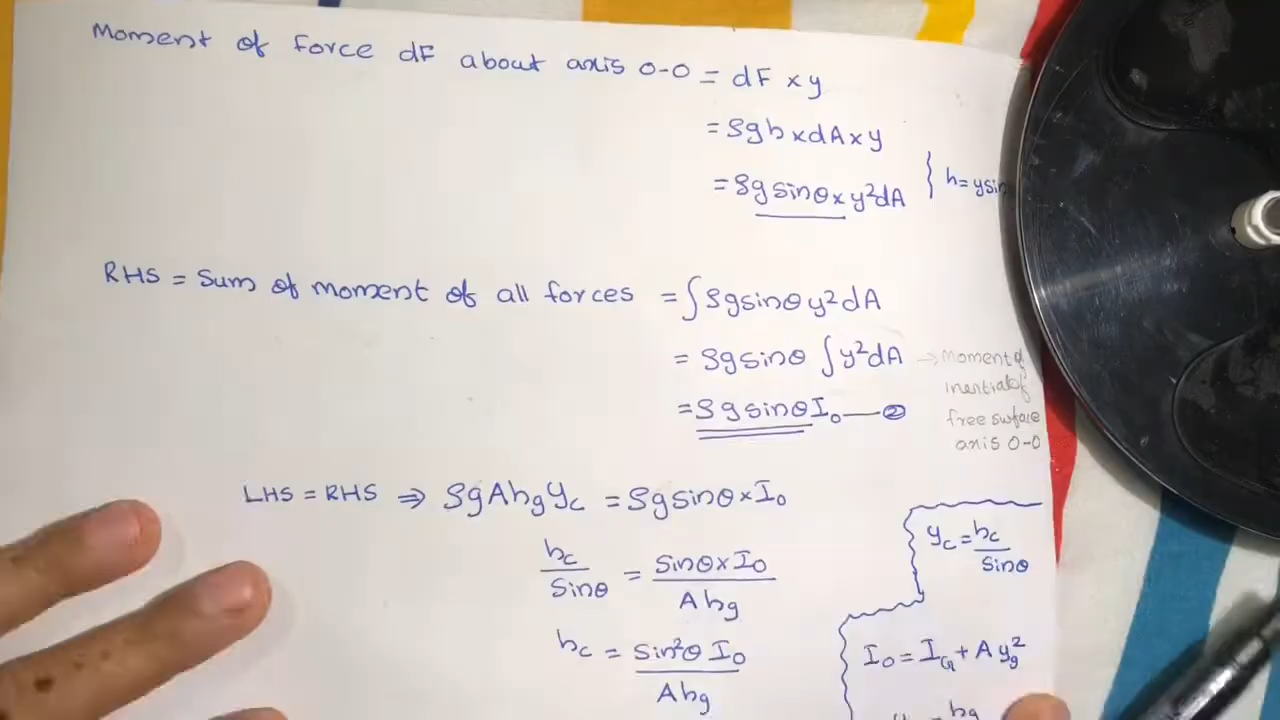 Moment of Force dF about axis 0-0 = dF × y
= ρgh × dA × y
= ρg sinθ × y²dA } h = ysin
RHS = Sum of moment of all forces = ∫ρg sinθ y²dA
= ρg sinθ ∫y²dA → Moment of
inertia of
= ρg sinθ I₀ — ②
free surface
axis 0-0
LHS = RHS ⇒ ρgAh_g y_c = ρg sinθ × I₀
y_c = h_c / sinθ
h_c / sinθ = sinθ × I₀ / Ah_g
h_c = sin²θ I₀ / Ah_g
I₀ = I_G + Ay_g²
= hg